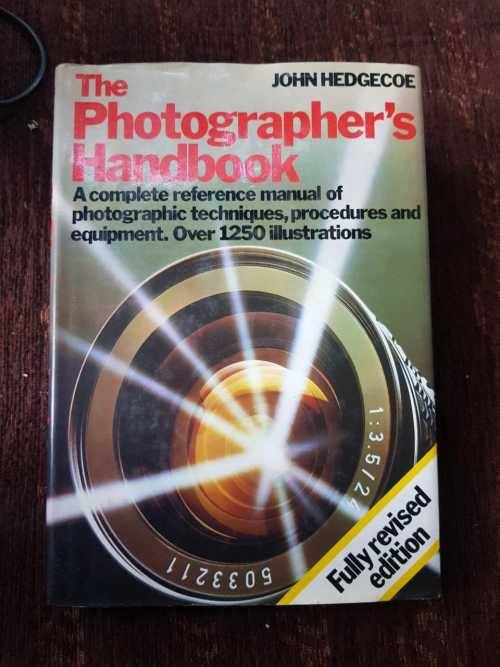 The
JOHN HEDGECOE
Photographer's
Handbook
A complete reference manual of
photographic techniques, procedures and
equipment. Over 1250 illustrations
1:3.5/2
5033211
Fully revised
edition